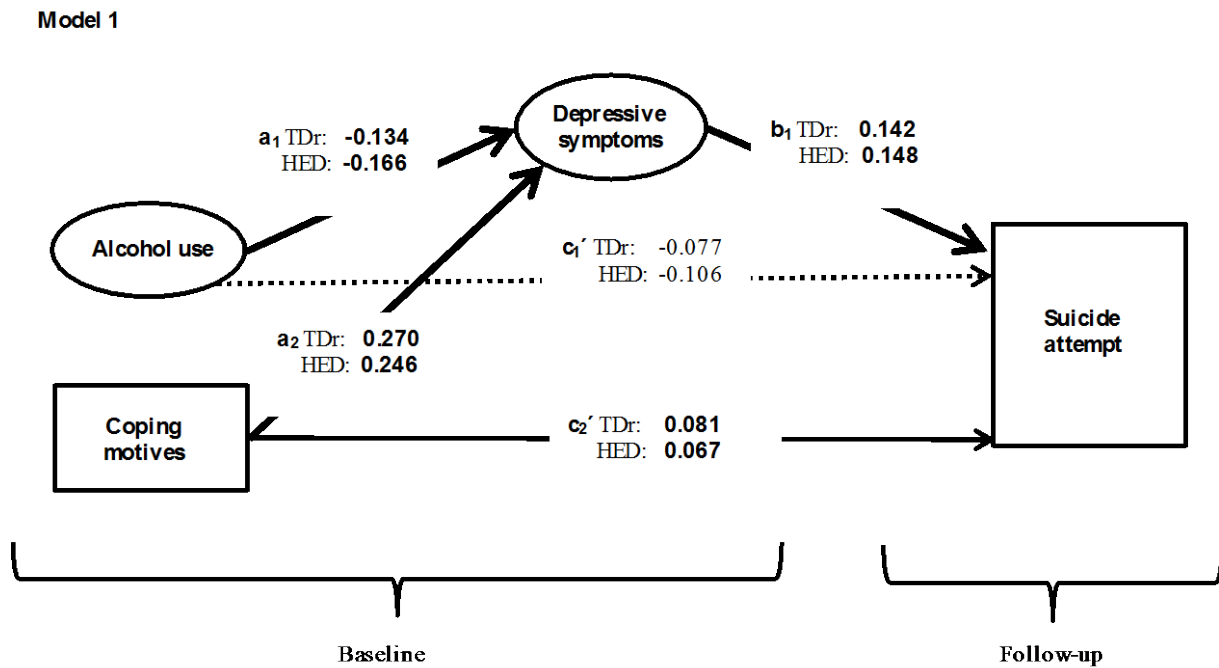 Model 1
Depressive
symptoms
a₁ TDr: -0.134
HED: -0.166
b₁ TDr: 0.142
HED: 0.148
Alcohol use
c₁′ TDr: -0.077
HED: -0.106
Suicide
attempt
a₂ TDr: 0.270
HED: 0.246
Coping
motives
c₂′ TDr: 0.081
HED: 0.067
Baseline
Follow-up